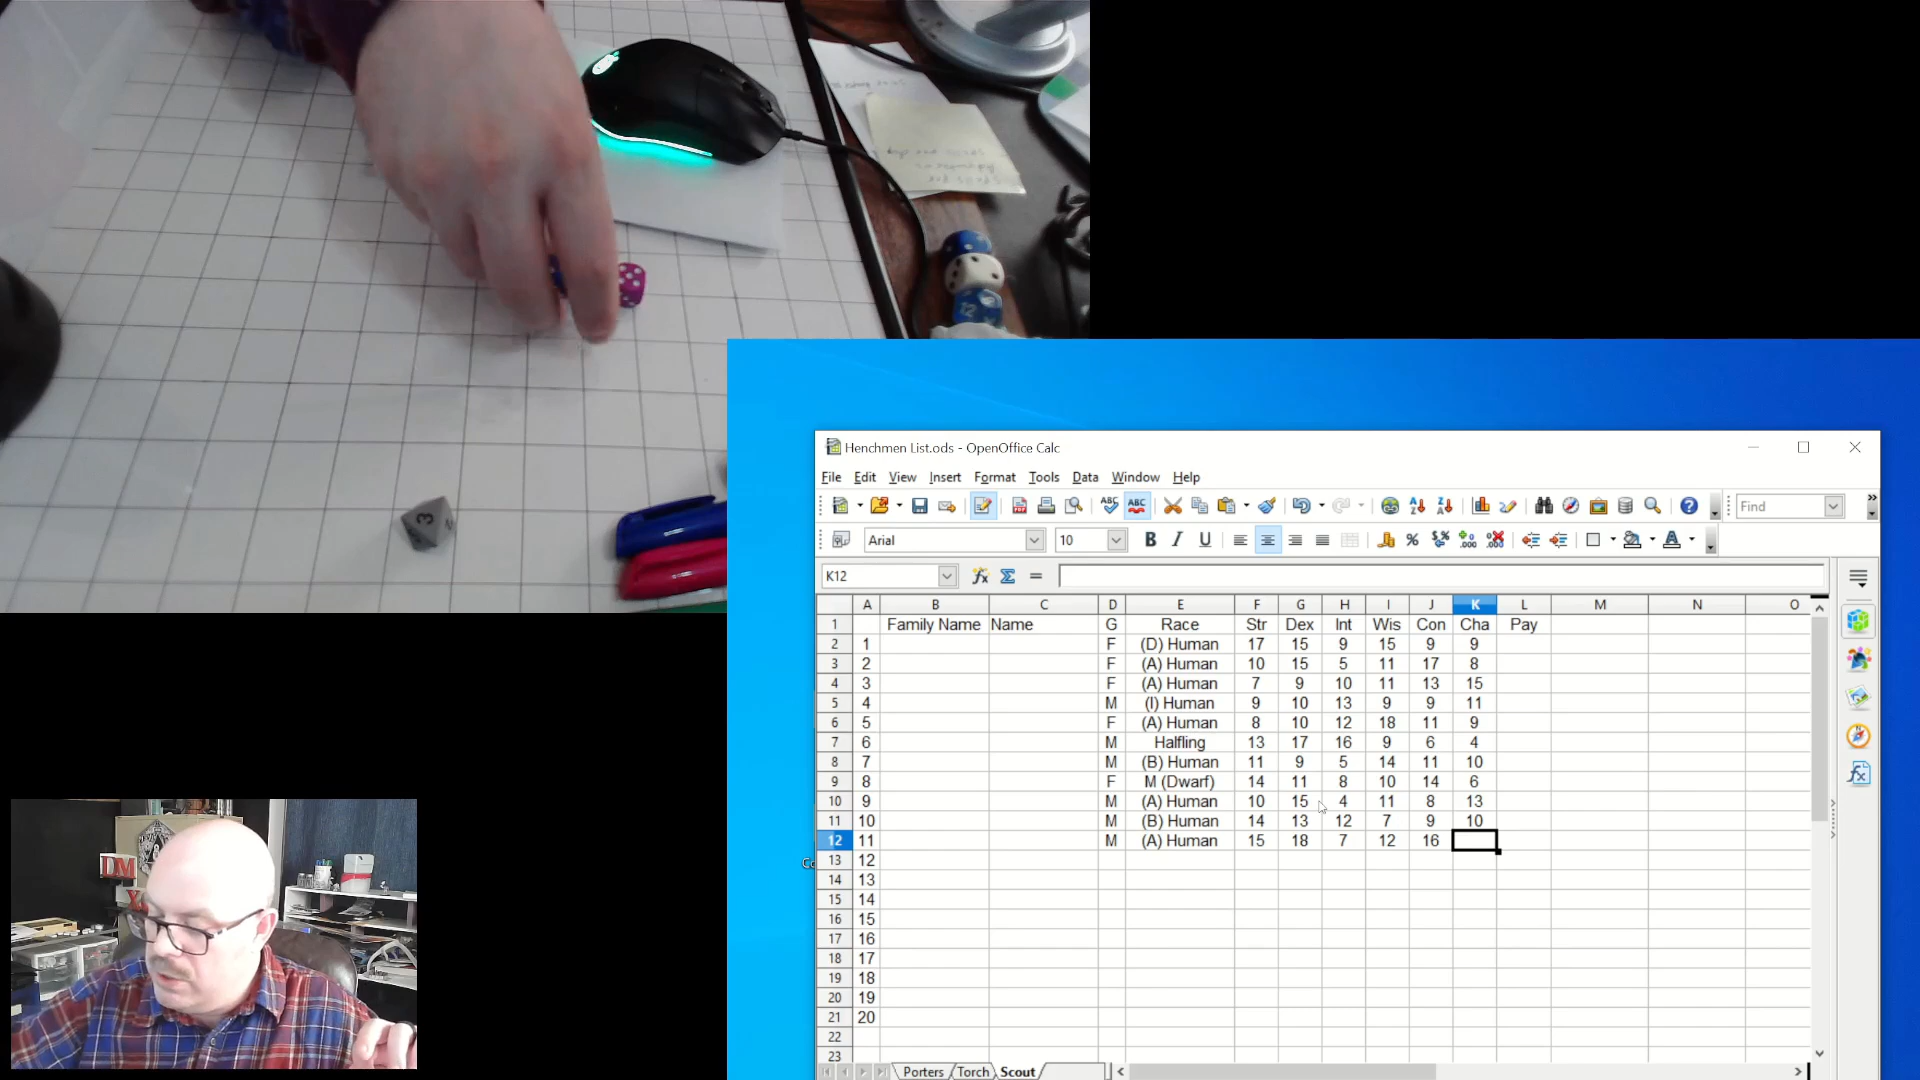 3
12
DM
Henchmen List.ods - OpenOffice Calc
File Edit View Insert Format Tools Data Window Help
Find
Arial 10
K12
A B C D E F G H I J K L M N O
1 Family Name Name G Race Str Dex Int Wis Con Cha Pay
2 1 F (D) Human 17 15 9 15 9 9
3 2 F (A) Human 10 15 5 11 17 8
4 3 F (A) Human 7 9 10 11 13 15
5 4 M (I) Human 9 10 13 9 9 11
6 5 F (A) Human 8 10 12 18 11 9
7 6 M Halfling 13 17 16 9 6 4
8 7 M (B) Human 11 9 5 14 11 10
9 8 F M (Dwarf) 14 11 8 10 14 6
10 9 M (A) Human 10 15 4 11 8 13
11 10 M (B) Human 14 13 12 7 9 10
12 11 M (A) Human 15 18 7 12 16
13 12
14 13
15 14
16 15
17 16
18 17
19 18
20 19
21 20
22
23
Porters Torch Scout